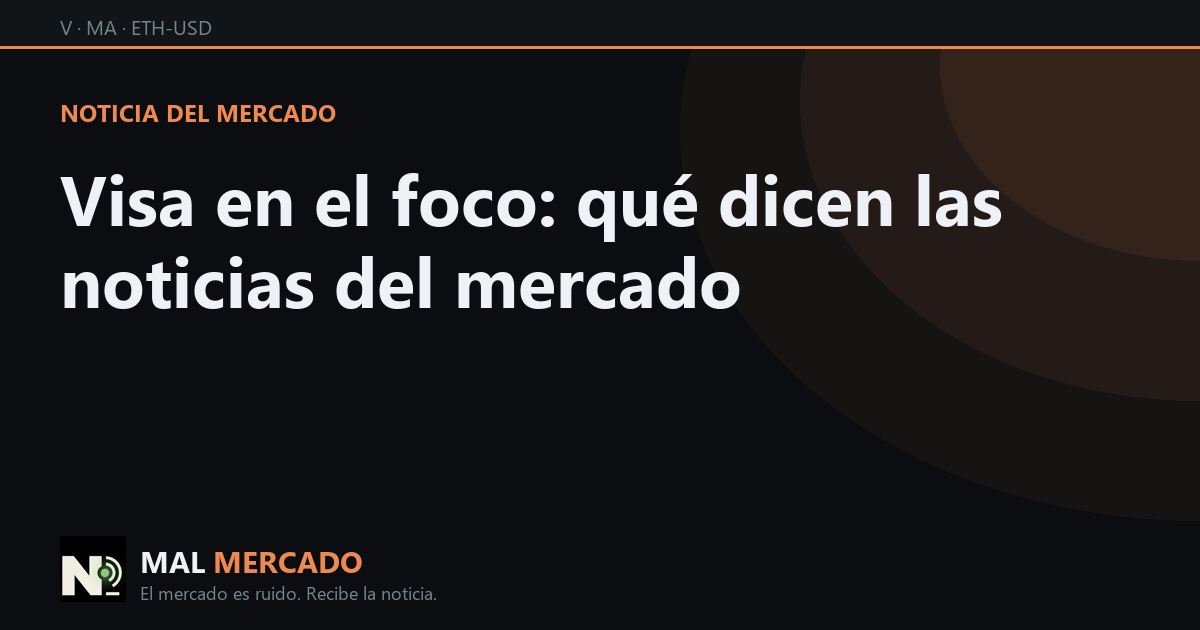 V · MA · ETH-USD
NOTICIA DEL MERCADO
Visa en el foco: qué dicen las
noticias del mercado
MAL MERCADO
El mercado es ruido. Recibe la noticia.